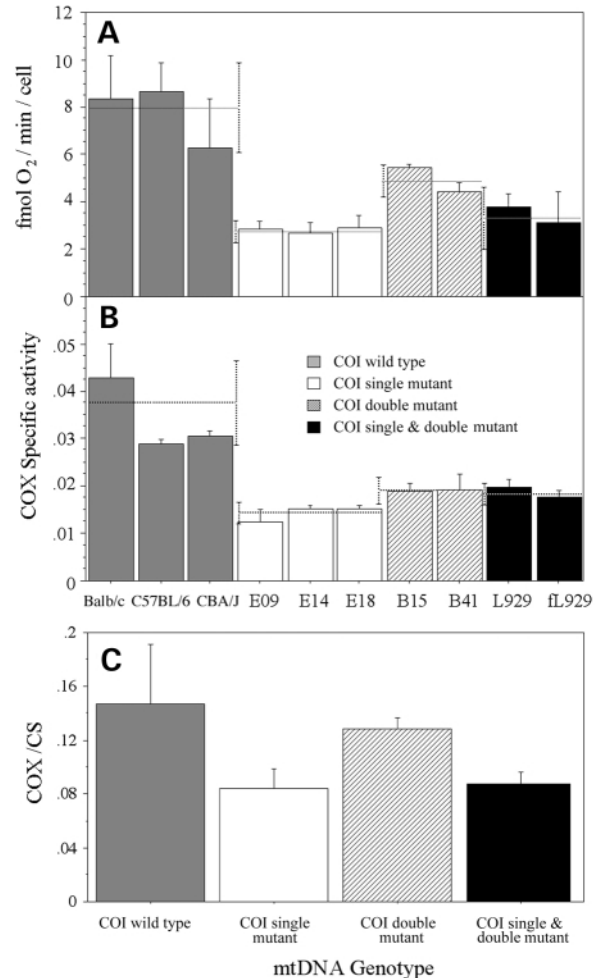 A
fmol O2 / min / cell
12
10
8
6
4
2
0
B
COX Specific activity
.05
.04
.03
.02
.01
0
COI wild type
COI single mutant
COI double mutant
COI single & double mutant
Balb/c C57BL/6 CBA/J E09 E14 E18 B15 B41 L929 fL929
C
COX /CS
.2
.16
.12
.08
.04
0
COI wild type COI single COI double COI single &
mutant mutant double mutant
mtDNA Genotype